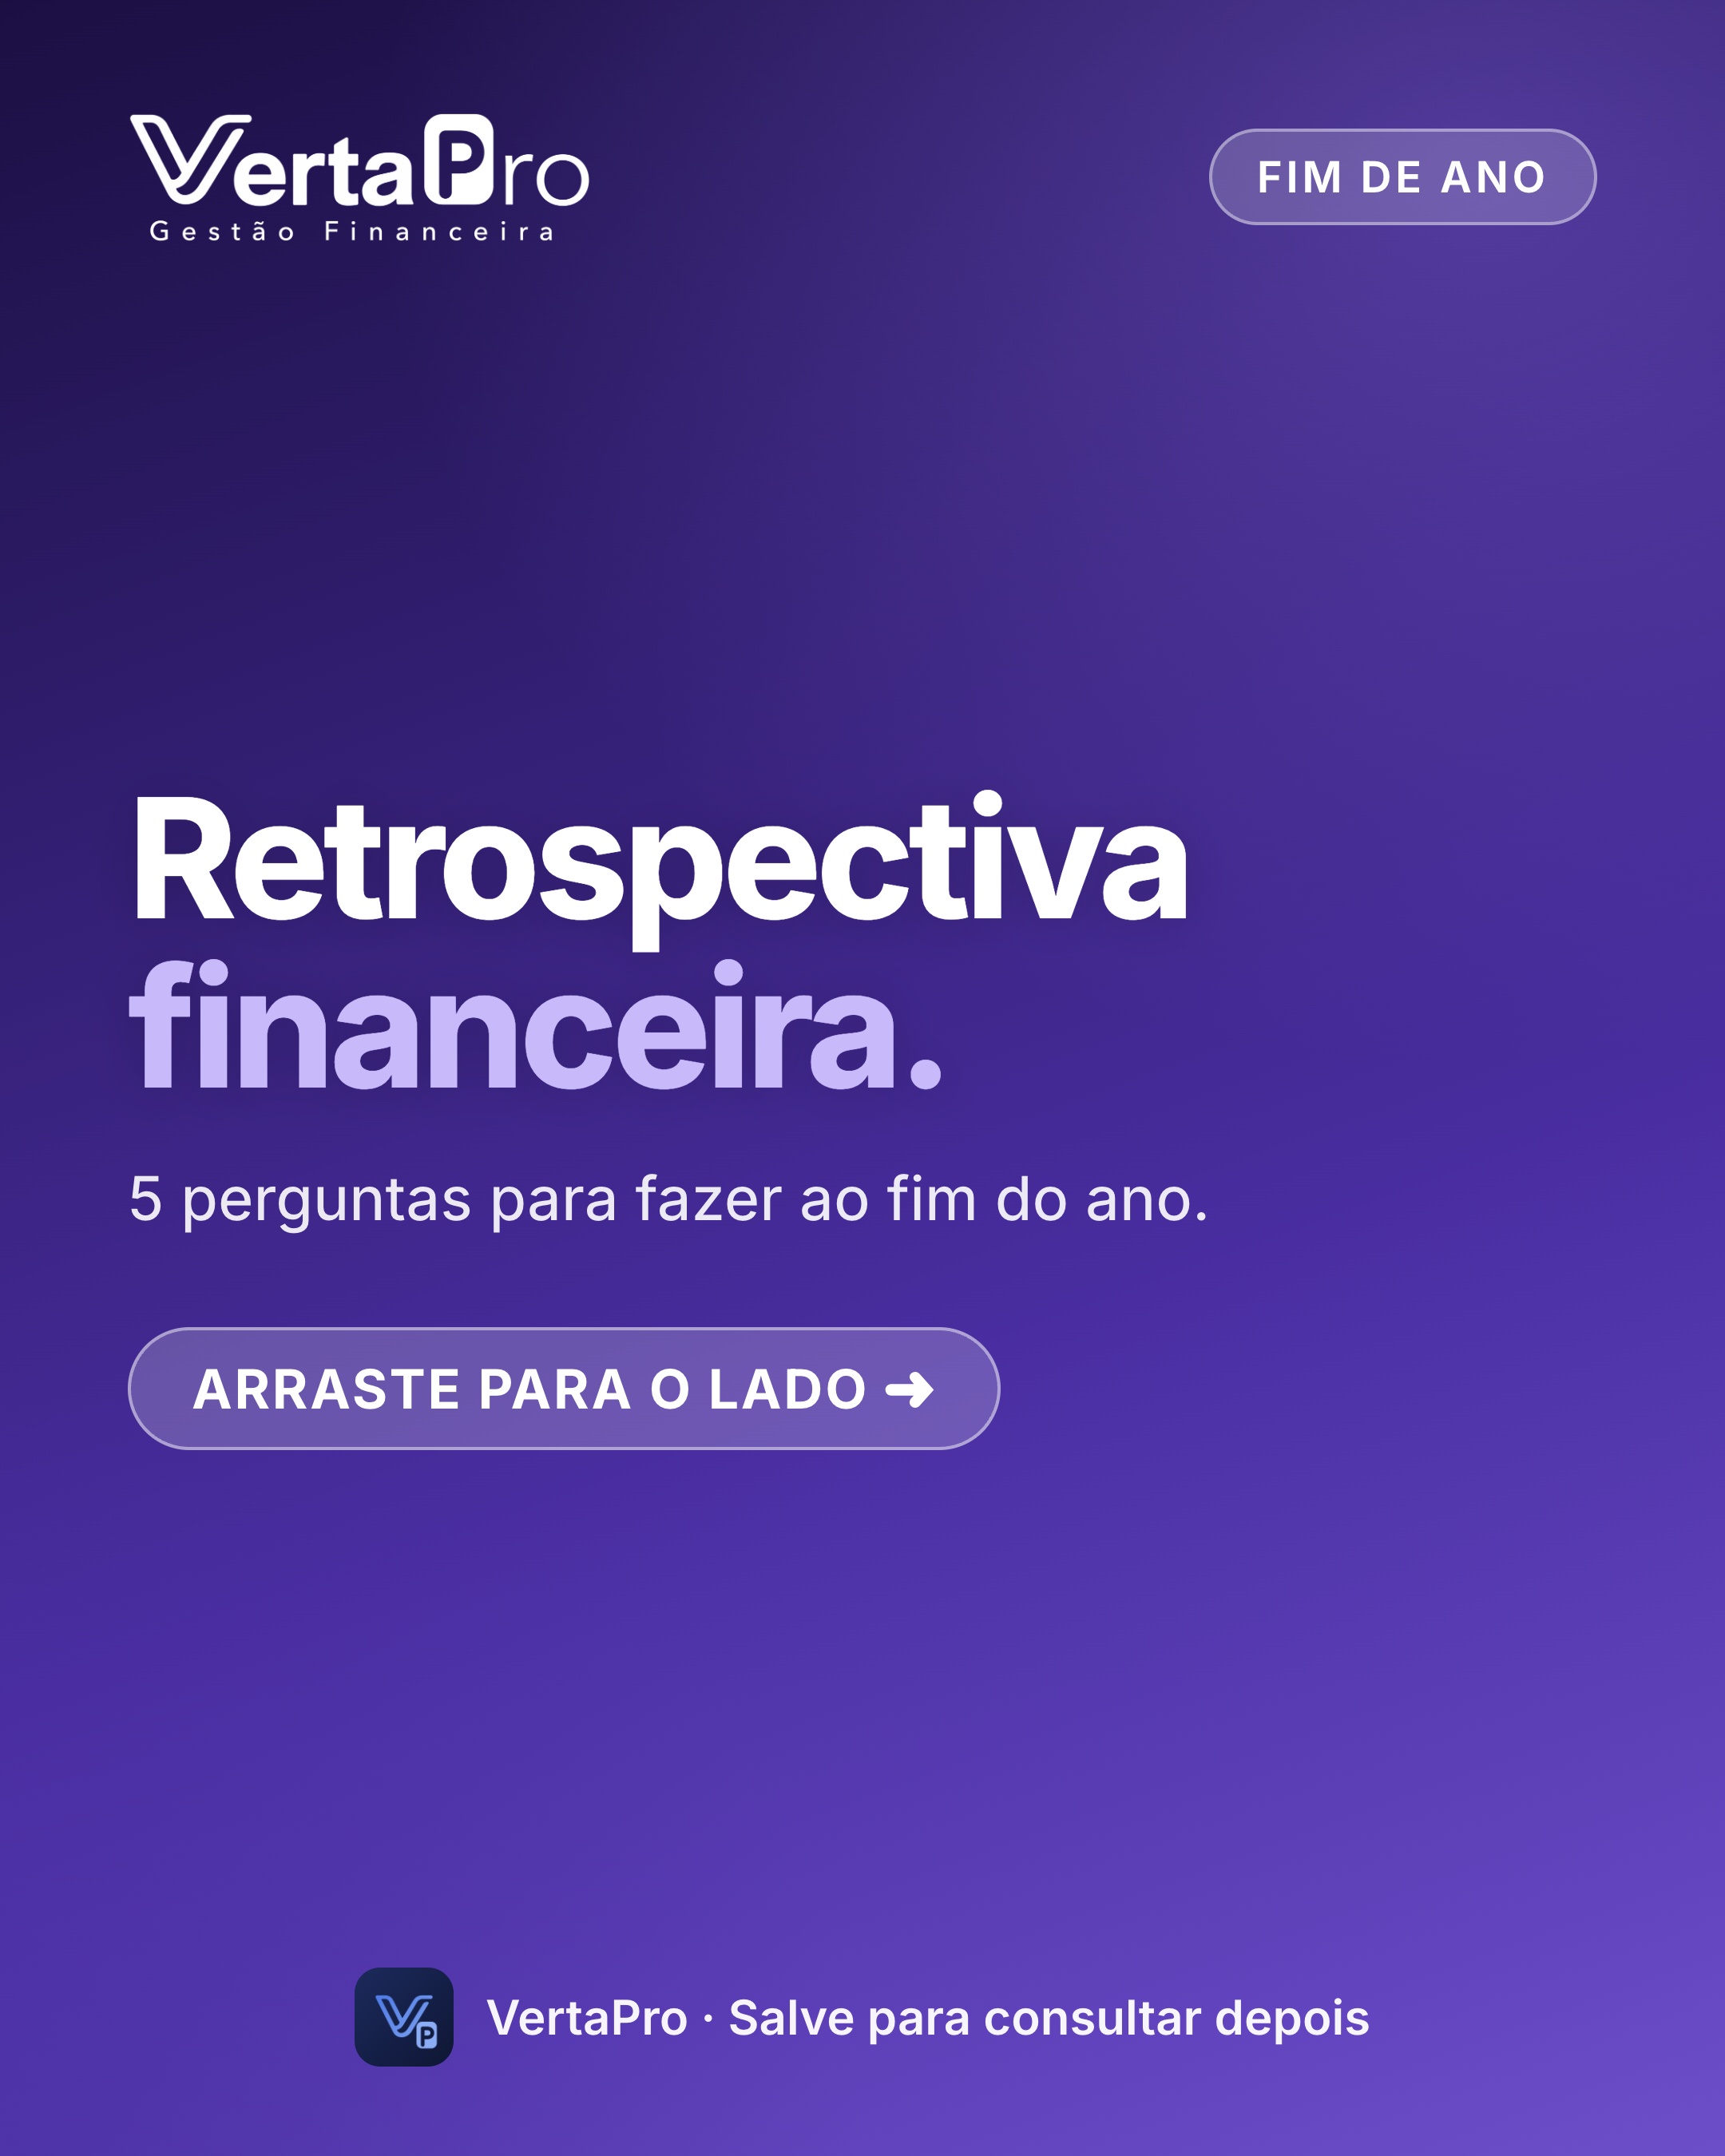 VertaPro
Gestão Financeira
FIM DE ANO
Retrospectiva
financeira.
5 perguntas para fazer ao fim do ano.
ARRASTE PARA O LADO ➔
VP
VertaPro · Salve para consultar depois